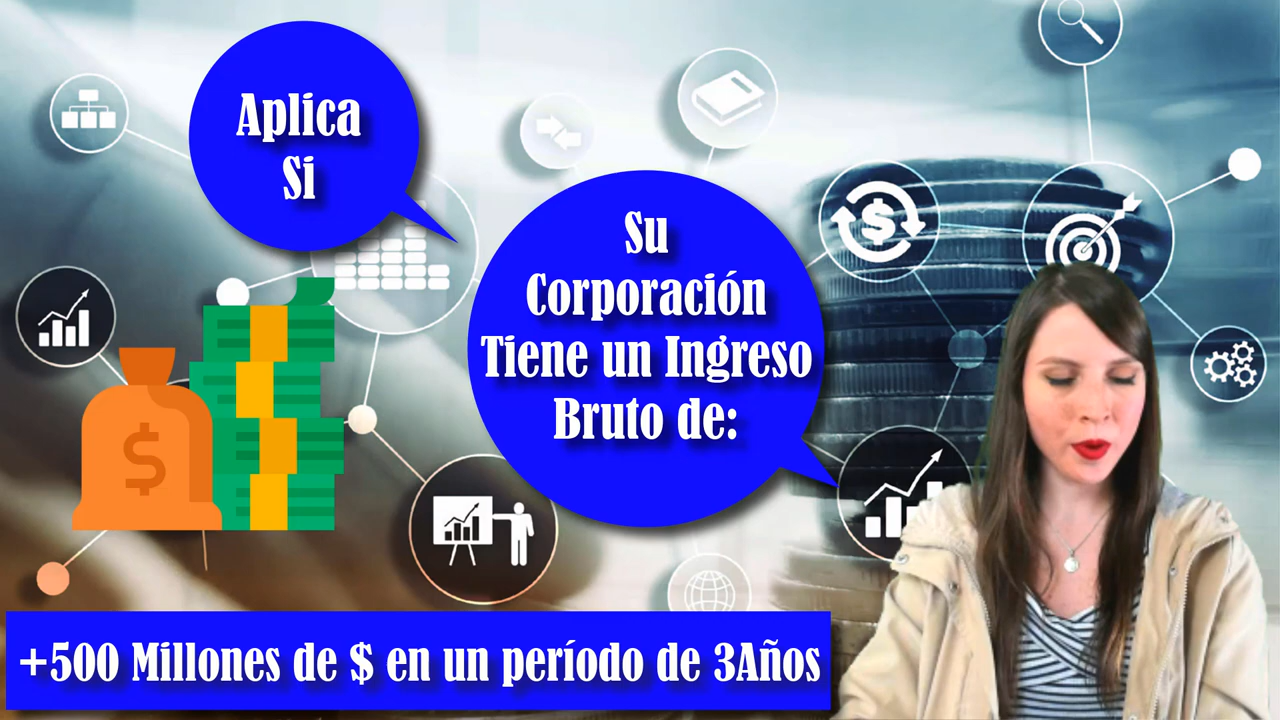 Aplica
Si
Su
Corporación
Tiene un Ingreso
Bruto de:
$
$
+500 Millones de $ en un período de 3Años